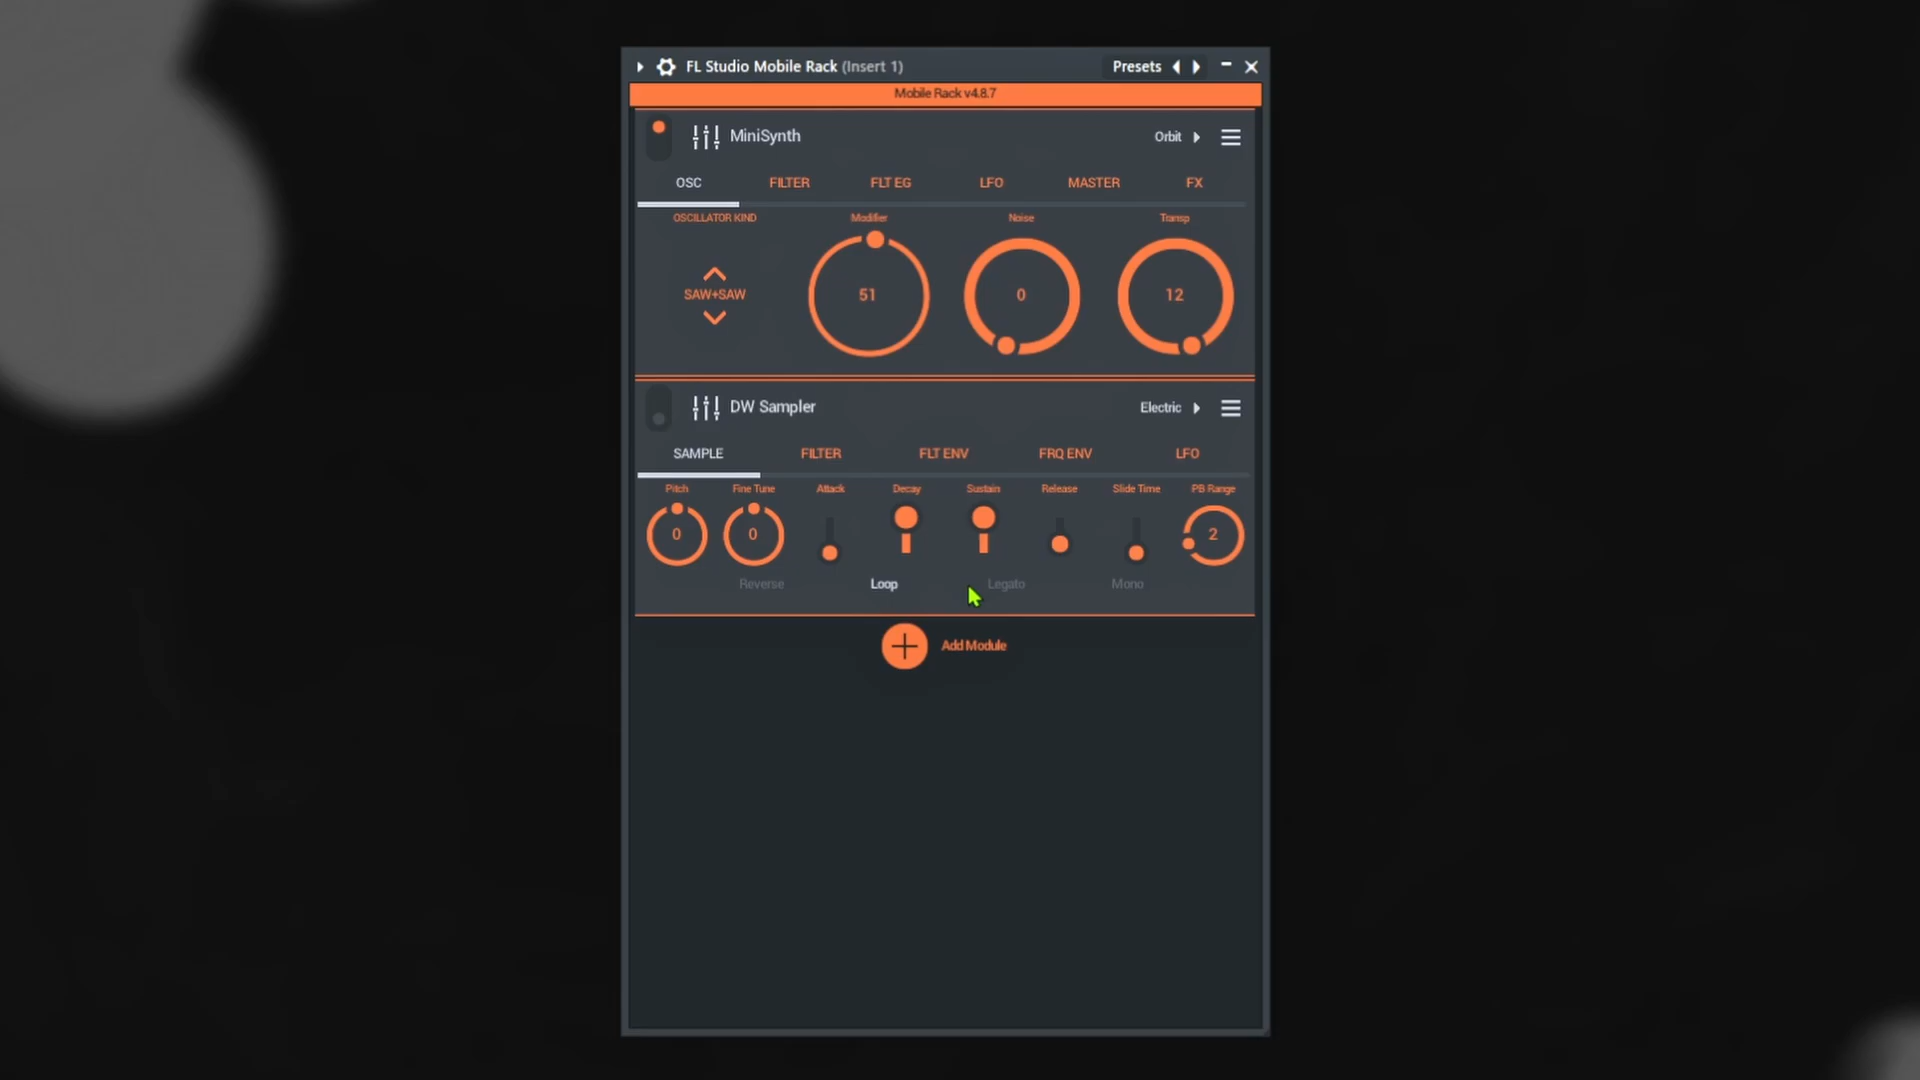 FL Studio Mobile Rack (Insert 1) Presets
Mobile Rack v4.8.7
MiniSynth Orbit
OSC FILTER FLT EG LFO MASTER FX
OSCILLATOR KIND Modifier Noise Transp
SAW+SAW 51 0 12
DW Sampler Electric
SAMPLE FILTER FLT ENV FRQ ENV LFO
Pitch Fine Tune Attack Decay Sustain Release Slide Time PB Range
0 0 2
Reverse Loop Legato Mono
Add Module